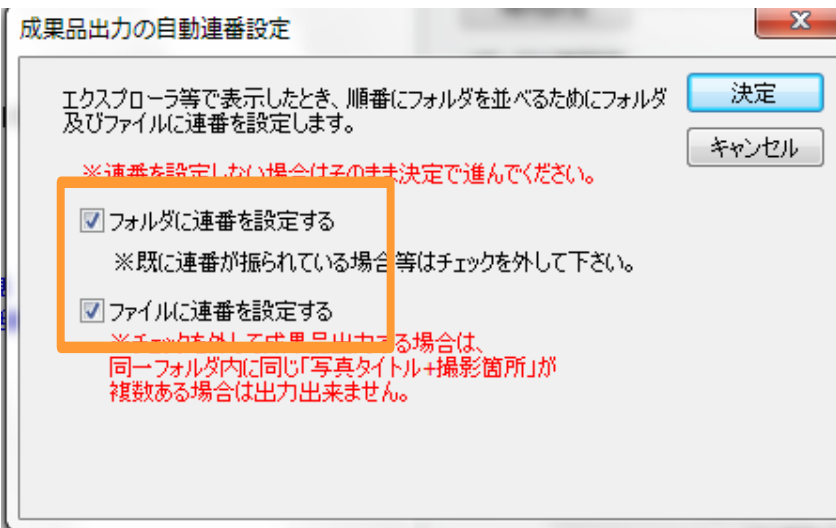 成果品出力の自動連番設定
エクスプローラ等で表示したとき、順番にフォルダを並べるためにフォルダ
及びファイルに連番を設定します。
決定
キャンセル
※連番を設定しない場合はそのまま決定で進んでください。
フォルダに連番を設定する
※既に連番が振られている場合等はチェックを外して下さい。
ファイルに連番を設定する
※チェックを外して成果品出力する場合は、
同一フォルダ内に同じ「写真タイトル+撮影箇所」が
複数ある場合は出力出来ません。